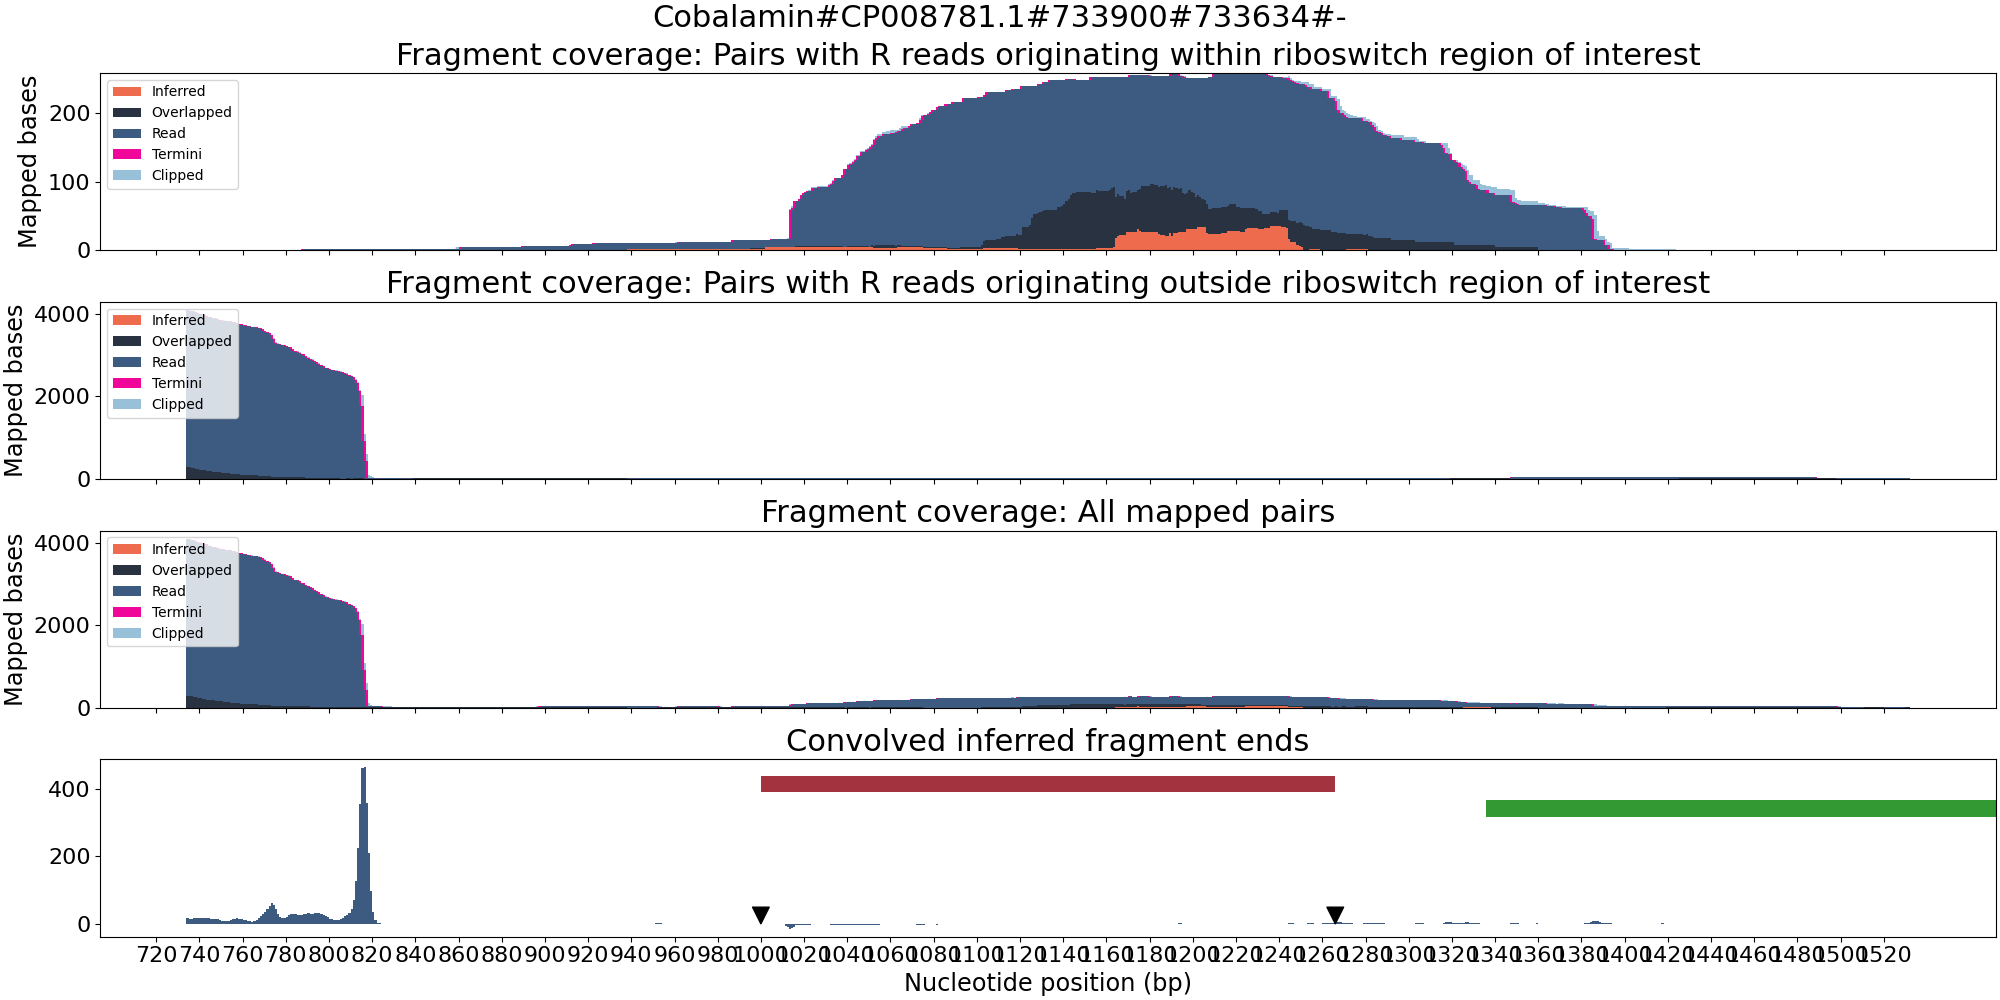 Cobalamin#CP008781.1#733900#733634#-
Fragment coverage: Pairs with R reads originating within riboswitch region of interest
Mapped bases
200
100
0
Inferred
Overlapped
Read
Termini
Clipped
Fragment coverage: Pairs with R reads originating outside riboswitch region of interest
Mapped bases
4000
2000
0
Inferred
Overlapped
Read
Termini
Clipped
Fragment coverage: All mapped pairs
Mapped bases
4000
2000
0
Inferred
Overlapped
Read
Termini
Clipped
Convolved inferred fragment ends
400
200
0
720 740 760 780 800 820 840 860 880 900 920 940 960 980 1000 1020 1040 1060 1080 1100 1120 1140 1160 1180 1200 1220 1240 1260 1280 1300 1320 1340 1360 1380 1400 1420 1440 1460 1480 1500 1520
Nucleotide position (bp)